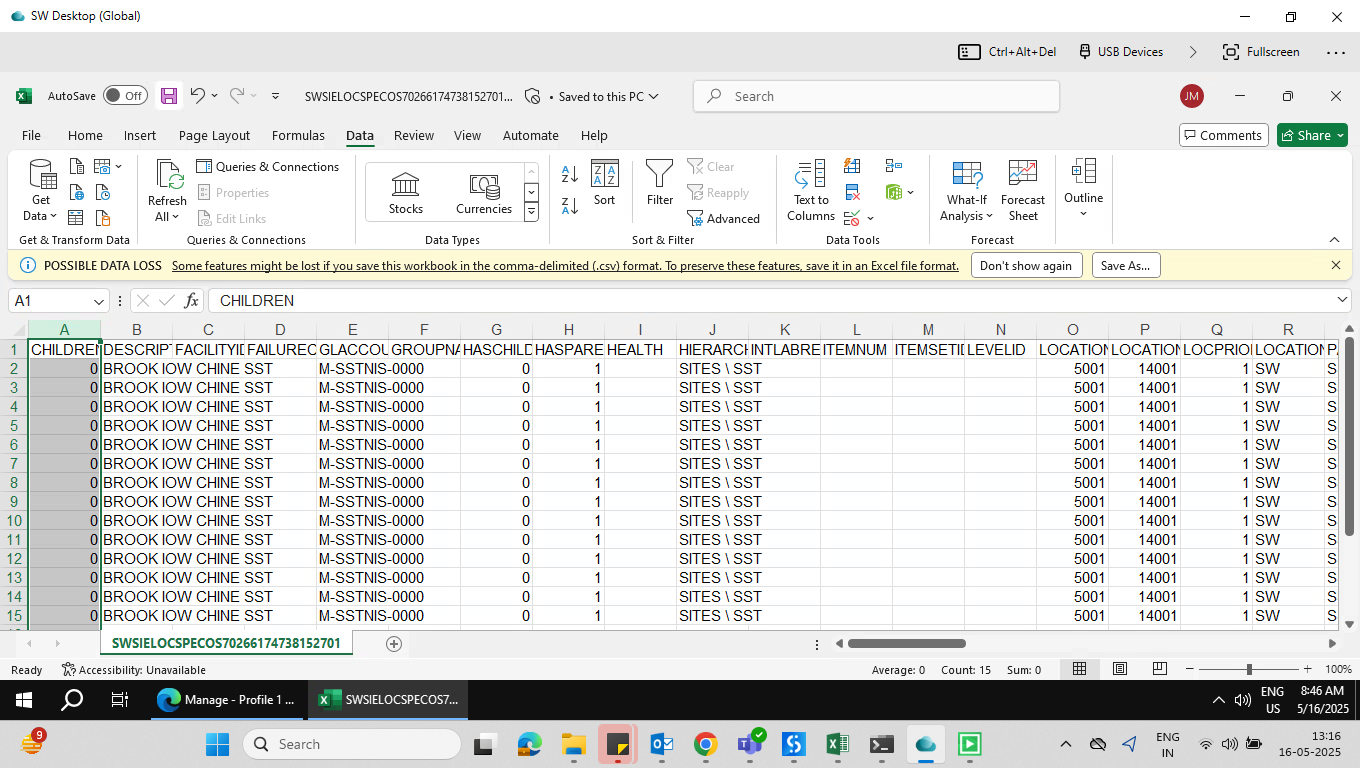 SW Desktop (Global)
Ctrl+Alt+Del USB Devices Fullscreen
AutoSave Off SWSIELOCSPECOS70266174738152701... • Saved to this PC Search JM
File Home Insert Page Layout Formulas Data Review View Automate Help Comments Share
Get Data Refresh All Queries & Connections Properties Edit Links Stocks Currencies Sort Filter Clear Reapply Advanced Text to Columns What-If Analysis Forecast Sheet Outline
Get & Transform Data Queries & Connections Data Types Sort & Filter Data Tools Forecast
POSSIBLE DATA LOSS Some features might be lost if you save this workbook in the comma-delimited (.csv) format. To preserve these features, save it in an Excel file format. Don't show again Save As...
A1 fx CHILDREN
A B C D E F G H I J K L M N O P Q R
1 CHILDREN DESCRIPT FACILITYID FAILUREC GLACCOU GROUPNA HASCHILD HASPARE HEALTH HIERARCH INTLABRE ITEMNUM ITEMSETID LEVELID LOCATION LOCATION LOCPRIO LOCATION P
2 0 BROOK IOW CHINE SST M-SSTNIS-0000 0 1 SITES \ SST 5001 14001 1 SW S
3 0 BROOK IOW CHINE SST M-SSTNIS-0000 0 1 SITES \ SST 5001 14001 1 SW S
4 0 BROOK IOW CHINE SST M-SSTNIS-0000 0 1 SITES \ SST 5001 14001 1 SW S
5 0 BROOK IOW CHINE SST M-SSTNIS-0000 0 1 SITES \ SST 5001 14001 1 SW S
6 0 BROOK IOW CHINE SST M-SSTNIS-0000 0 1 SITES \ SST 5001 14001 1 SW S
7 0 BROOK IOW CHINE SST M-SSTNIS-0000 0 1 SITES \ SST 5001 14001 1 SW S
8 0 BROOK IOW CHINE SST M-SSTNIS-0000 0 1 SITES \ SST 5001 14001 1 SW S
9 0 BROOK IOW CHINE SST M-SSTNIS-0000 0 1 SITES \ SST 5001 14001 1 SW S
10 0 BROOK IOW CHINE SST M-SSTNIS-0000 0 1 SITES \ SST 5001 14001 1 SW S
11 0 BROOK IOW CHINE SST M-SSTNIS-0000 0 1 SITES \ SST 5001 14001 1 SW S
12 0 BROOK IOW CHINE SST M-SSTNIS-0000 0 1 SITES \ SST 5001 14001 1 SW S
13 0 BROOK IOW CHINE SST M-SSTNIS-0000 0 1 SITES \ SST 5001 14001 1 SW S
14 0 BROOK IOW CHINE SST M-SSTNIS-0000 0 1 SITES \ SST 5001 14001 1 SW S
15 0 BROOK IOW CHINE SST M-SSTNIS-0000 0 1 SITES \ SST 5001 14001 1 SW S
SWSIELOCSPECOS70266174738152701
Ready Accessibility: Unavailable Average: 0 Count: 15 Sum: 0 100%
Manage - Profile 1 ... SWSIELOCSPECOS7... ENG US 8:46 AM 5/16/2025
9 Search ENG IN 13:16 16-05-2025